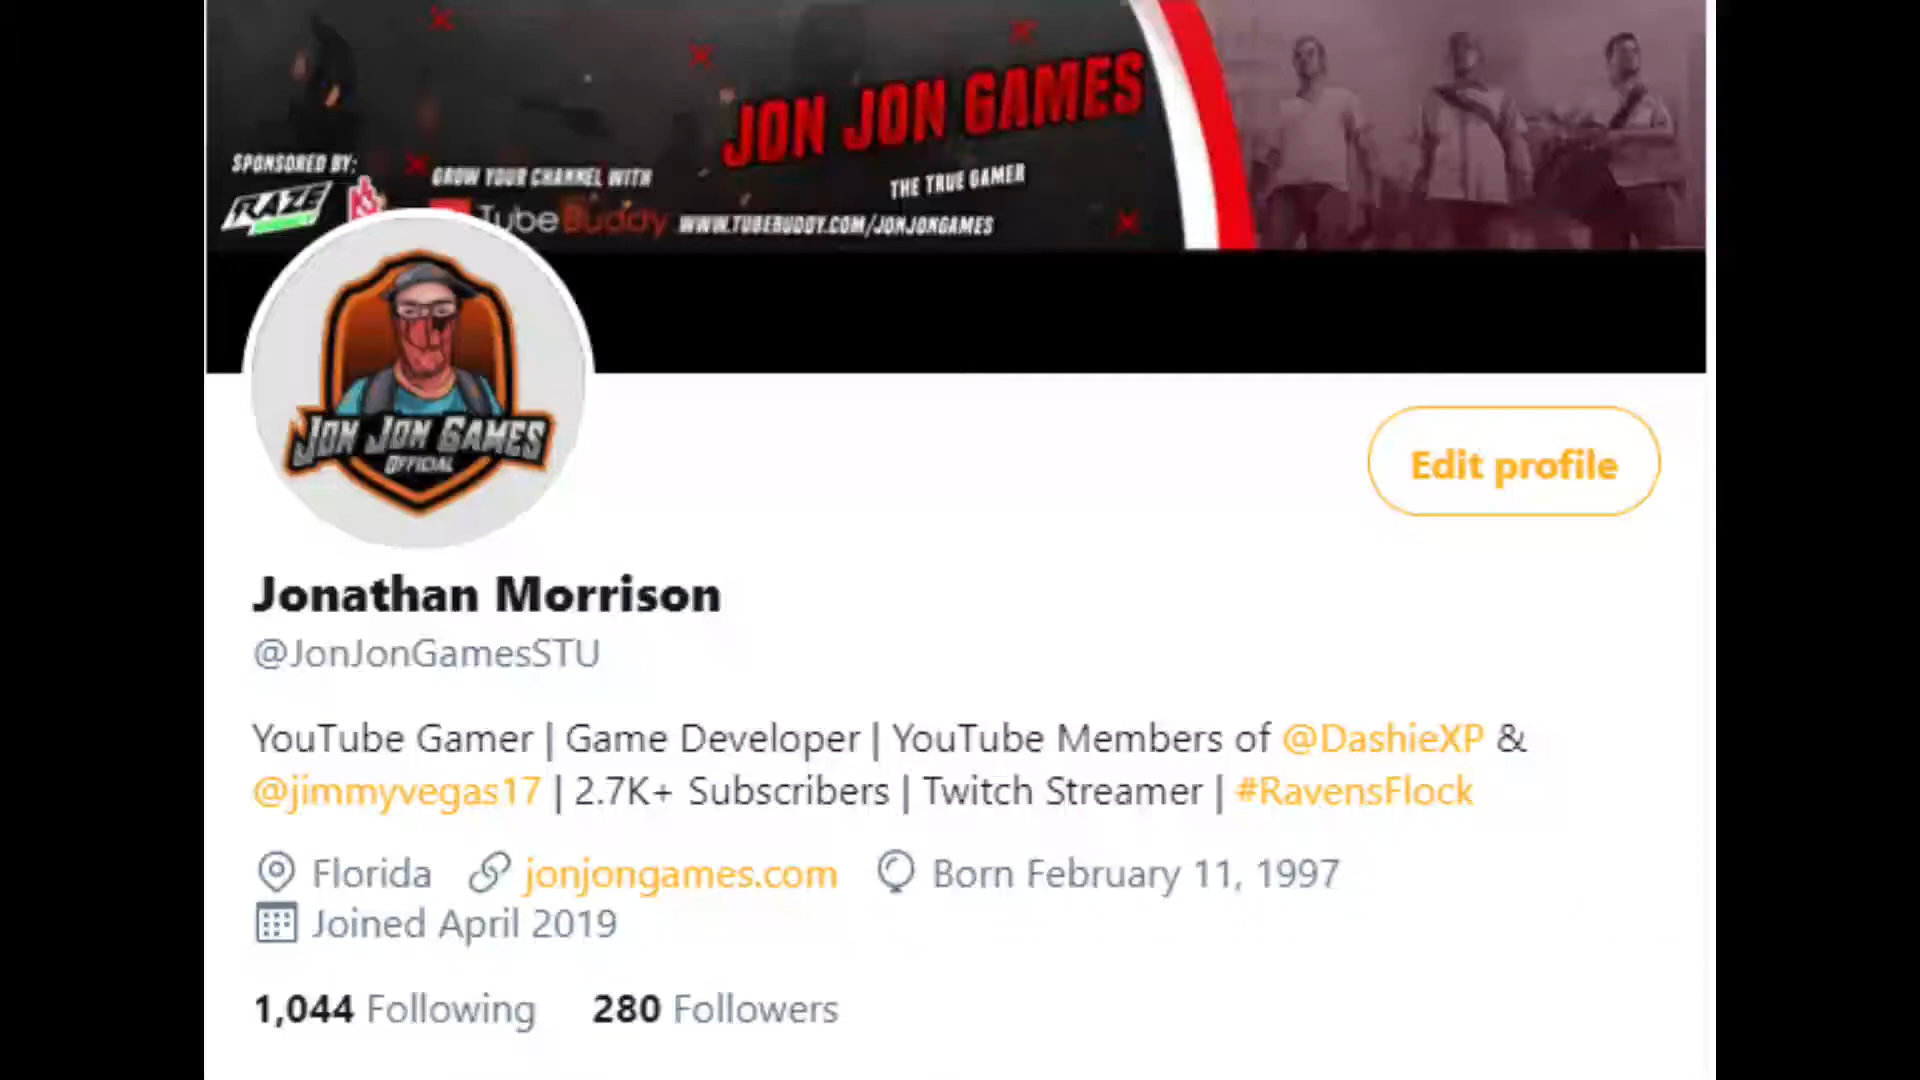 JON JON GAMES
THE TRUE GAMER
SPONSORED BY:
RAZE
GROW YOUR CHANNEL WITH
TubeBuddy WWW.TUBEBUDDY.COM/JONJONGAMES
JON JON GAMES
OFFICIAL
Edit profile
Jonathan Morrison
@JonJonGamesSTU
YouTube Gamer | Game Developer | YouTube Members of @DashieXP &
@jimmyvegas17 | 2.7K+ Subscribers | Twitch Streamer | #RavensFlock
Florida jonjongames.com Born February 11, 1997
Joined April 2019
1,044 Following 280 Followers